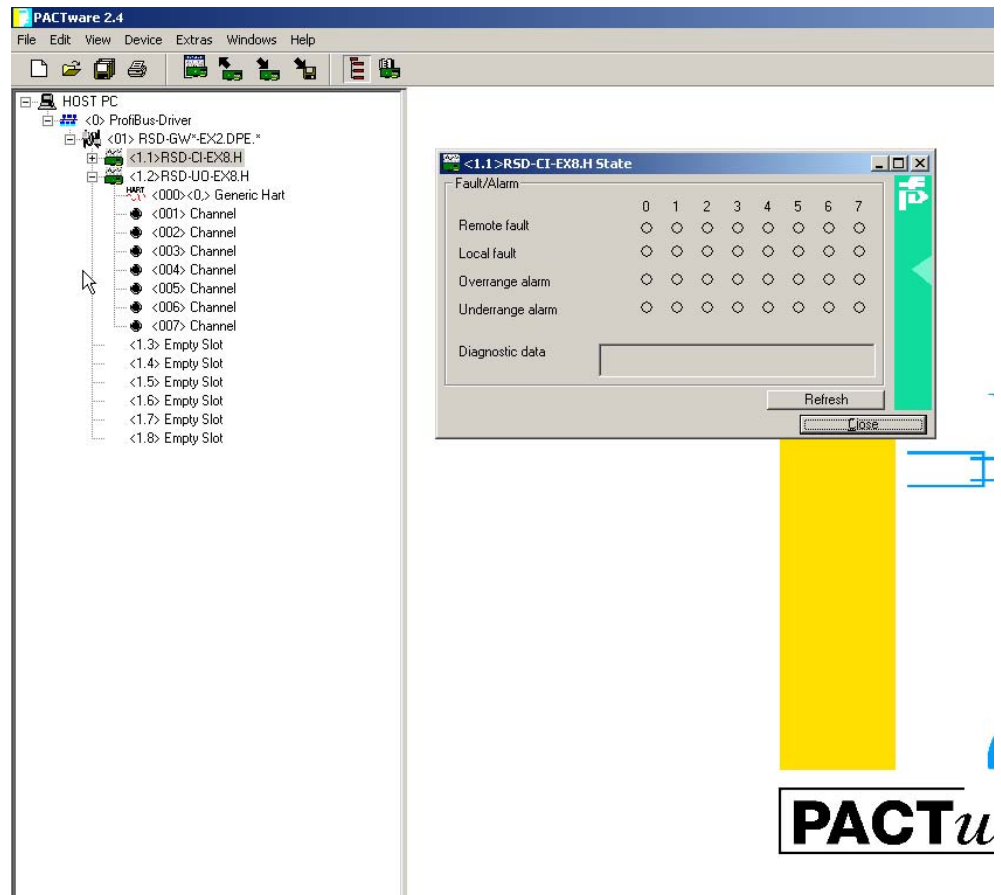 PACTware 2.4
File Edit View Device Extras Windows Help
HOST PC
<0> ProfiBus-Driver
<01> RSD-GW*-EX2.DPE.*
<1.1>RSD-CI-EX8.H
<1.2>RSD-UO-EX8.H
HART <000><0,> Generic Hart
<001> Channel
<002> Channel
<003> Channel
<004> Channel
<005> Channel
<006> Channel
<007> Channel
<1.3> Empty Slot
<1.4> Empty Slot
<1.5> Empty Slot
<1.6> Empty Slot
<1.7> Empty Slot
<1.8> Empty Slot
<1.1>RSD-CI-EX8.H State
Fault/Alarm
0 1 2 3 4 5 6 7
Remote fault
Local fault
Overrange alarm
Underrange alarm
Diagnostic data
Refresh
Close
PACTw